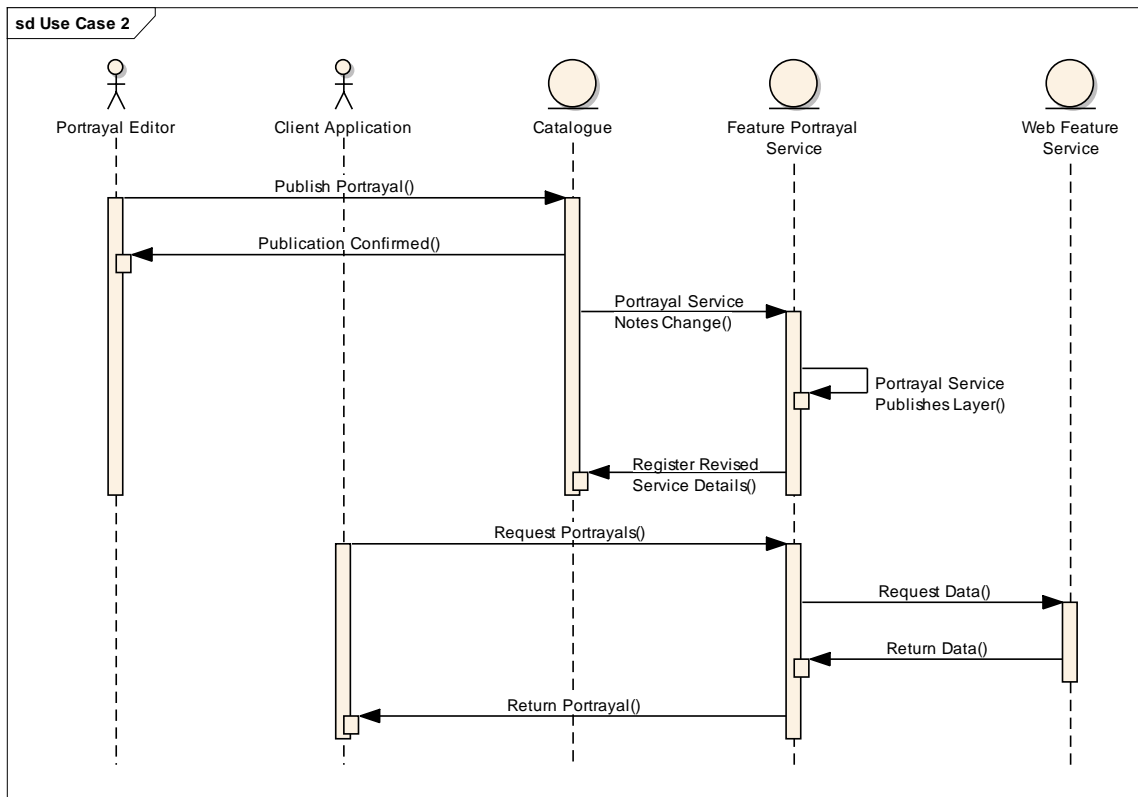 sd Use Case 2
Portrayal Editor
Client Application
Catalogue
Feature Portrayal
Service
Web Feature
Service
Publish Portrayal()
Publication Confirmed()
Portrayal Service
Notes Change()
Portrayal Service
Publishes Layer()
Register Revised
Service Details()
Request Portrayals()
Request Data()
Return Data()
Return Portrayal()